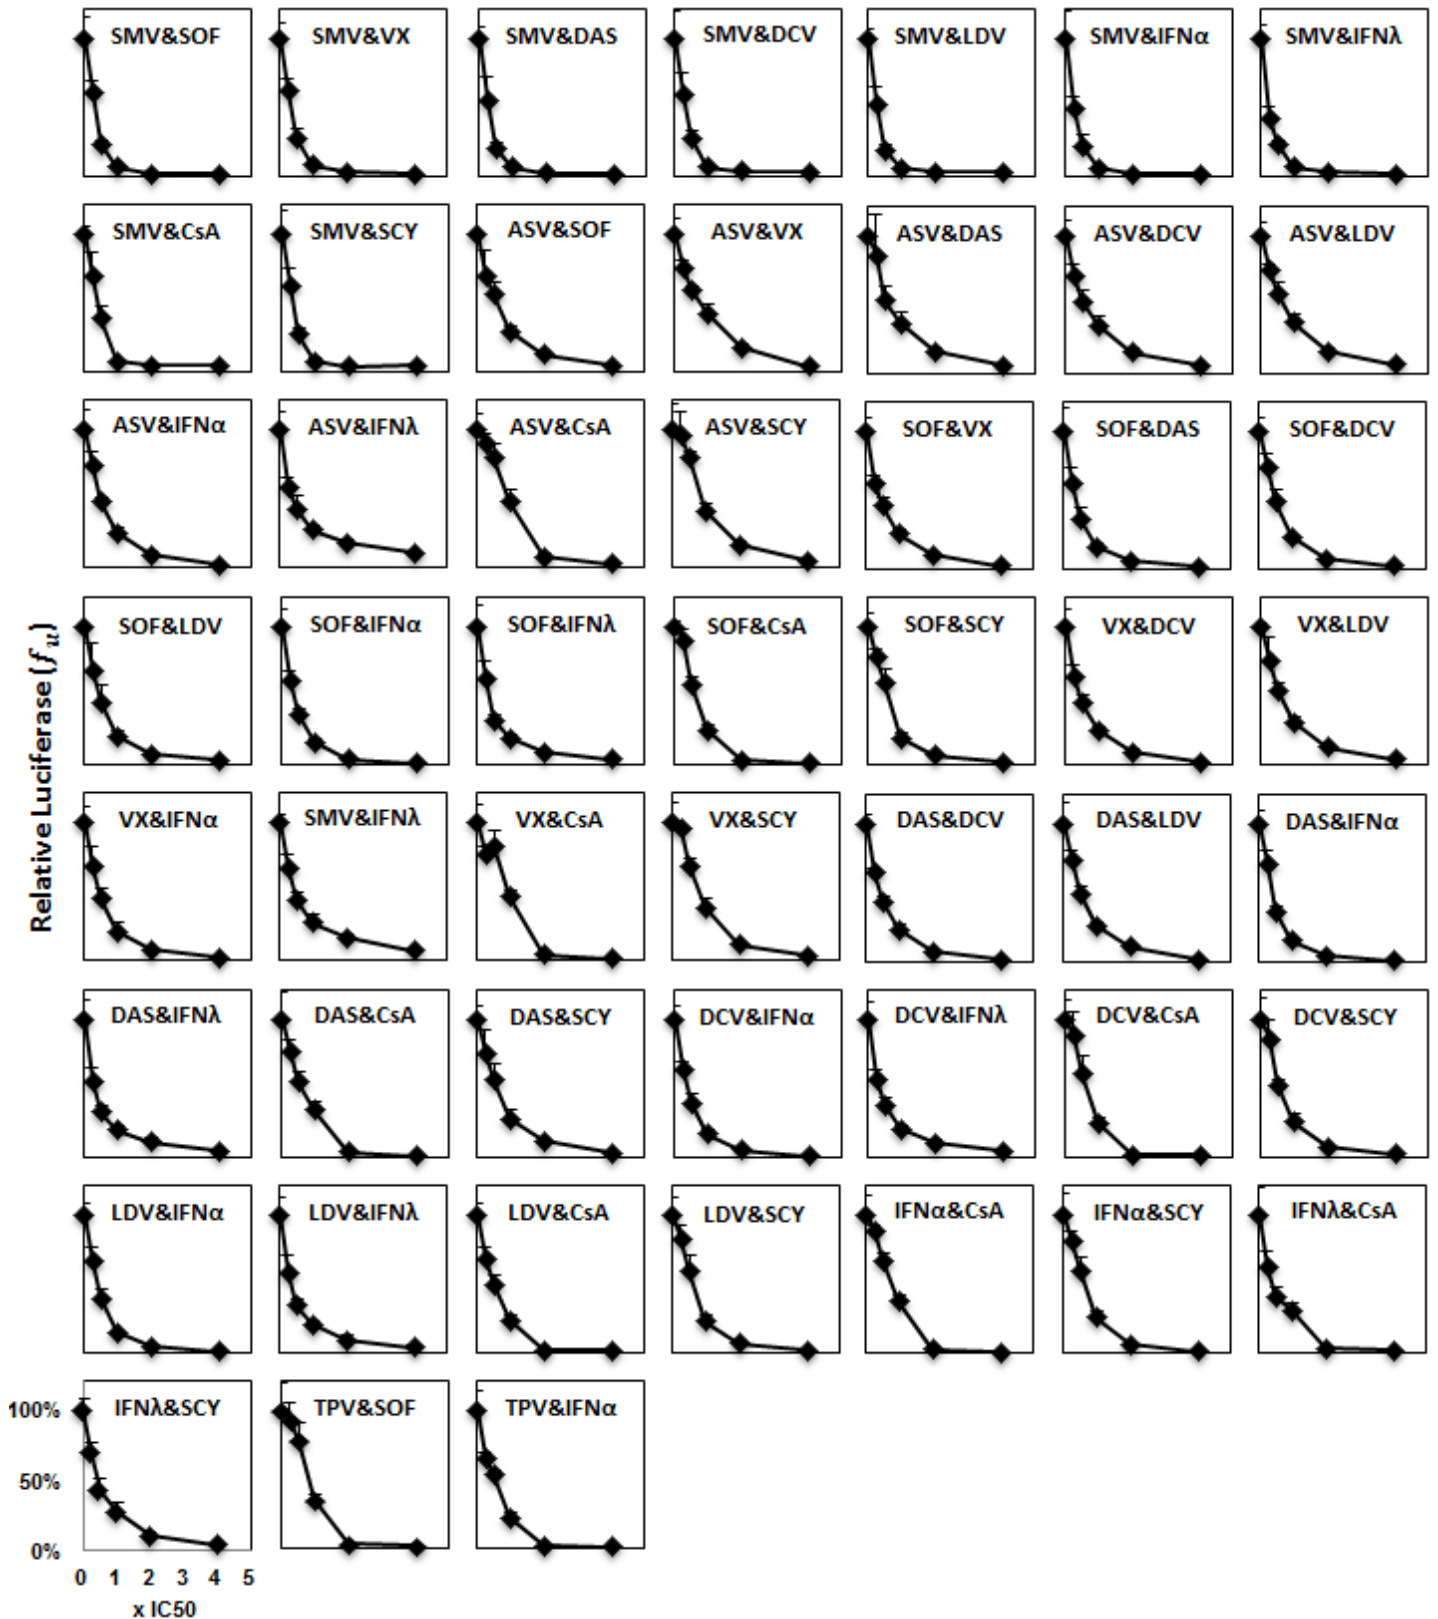 SMV&SOF
SMV&VX
SMV&DAS
SMV&DCV
SMV&LDV
SMV&IFNα
SMV&IFNλ
SMV&CsA
SMV&SCY
ASV&SOF
ASV&VX
ASV&DAS
ASV&DCV
ASV&LDV
ASV&IFNα
ASV&IFNλ
ASV&CsA
ASV&SCY
SOF&VX
SOF&DAS
SOF&DCV
Relative Luciferase (fu)
SOF&LDV
SOF&IFNα
SOF&IFNλ
SOF&CsA
SOF&SCY
VX&DCV
VX&LDV
VX&IFNα
SMV&IFNλ
VX&CsA
VX&SCY
DAS&DCV
DAS&LDV
DAS&IFNα
DAS&IFNλ
DAS&CsA
DAS&SCY
DCV&IFNα
DCV&IFNλ
DCV&CsA
DCV&SCY
LDV&IFNα
LDV&IFNλ
LDV&CsA
LDV&SCY
IFNα&CsA
IFNα&SCY
IFNλ&CsA
IFNλ&SCY
TPV&SOF
TPV&IFNα
100%
50%
0%
0 1 2 3 4 5
x IC50